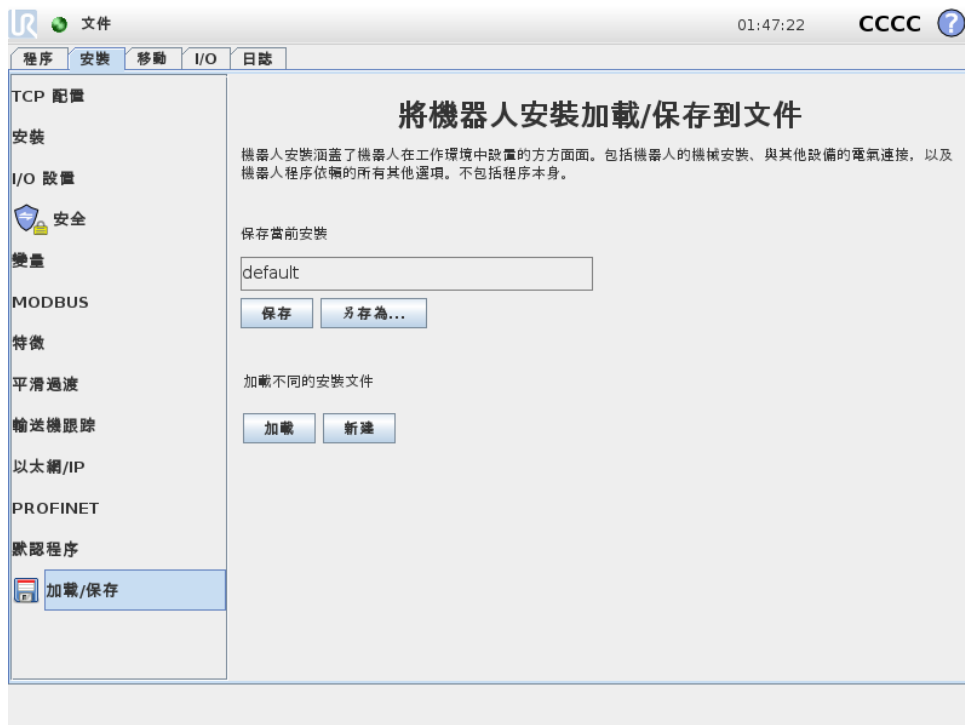 UR 文件 01:47:22 CCCC ?
程序 安裝 移動 I/O 日誌
TCP 配置
安裝
I/O 設置
安全
變量
MODBUS
特徵
平滑過渡
輸送機跟踪
以太網/IP
PROFINET
默認程序
加載/保存
將機器人安裝加載/保存到文件
機器人安裝涵蓋了機器人在工作環境中設置的方方面面。包括機器人的機械安裝、與其他設備的電氣連接，以及
機器人程序依賴的所有其他選項。不包括程序本身。
保存當前安裝
default
保存 另存為...
加載不同的安裝文件
加載 新建